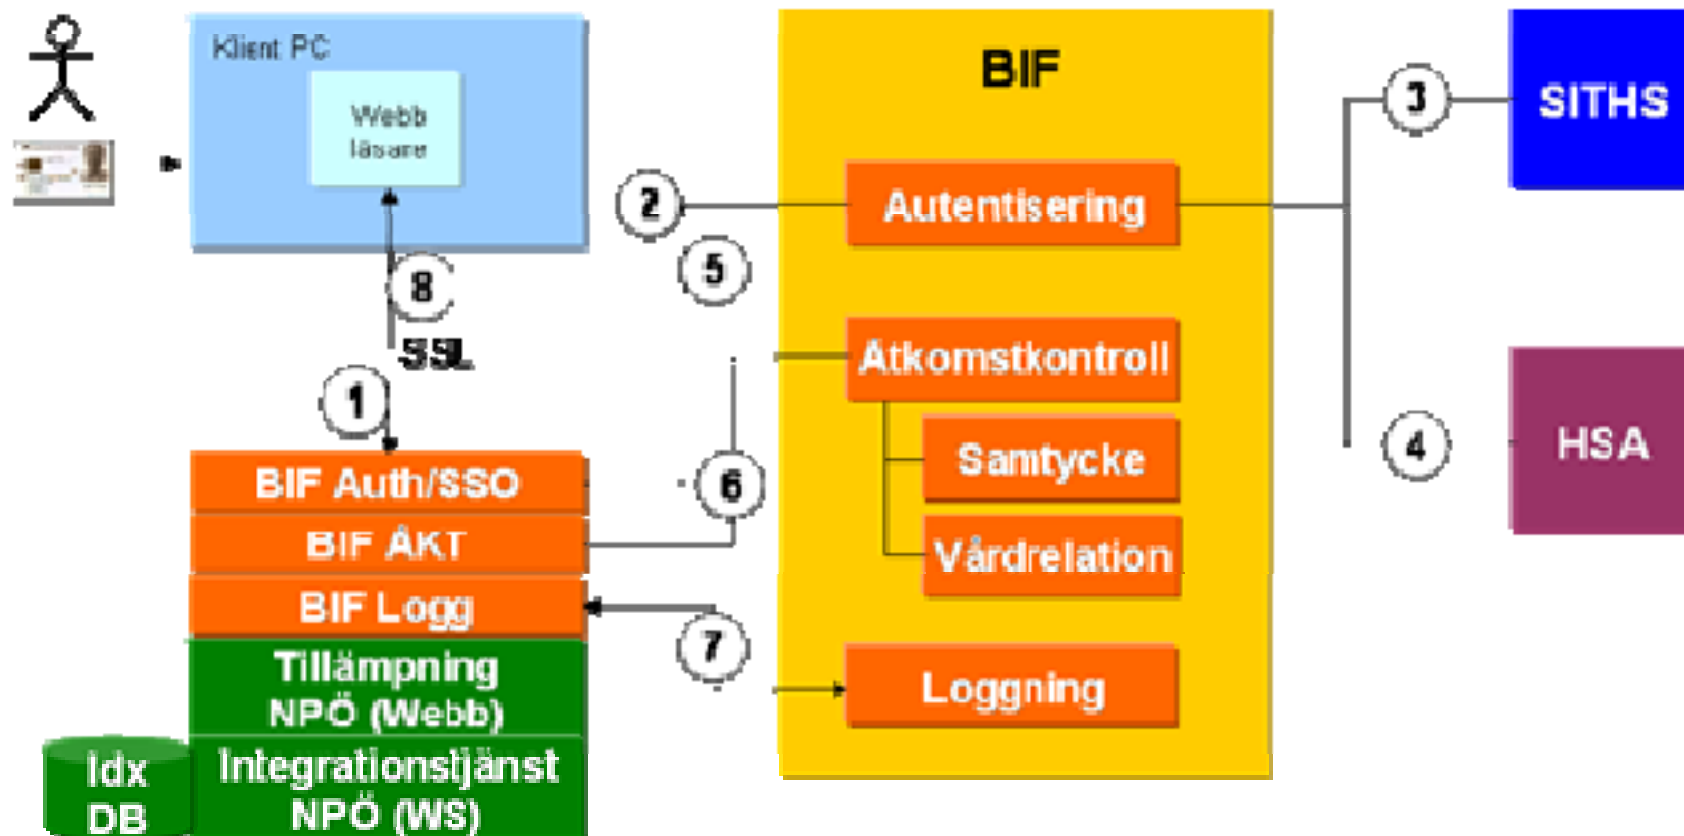 Klient PC
Webb
läsare
8
SSL
1
BIF Auth/SSO
BIF ÅKT
BIF Logg
Tillämpning
NPÖ (Webb)
Idx
DB
Integrationstjänst
NPÖ (WS)
2
5
6
7
BIF
Autentisering
Atkomstkontroll
Samtycke
Vårdrelation
Loggning
3
SITHS
4
HSA